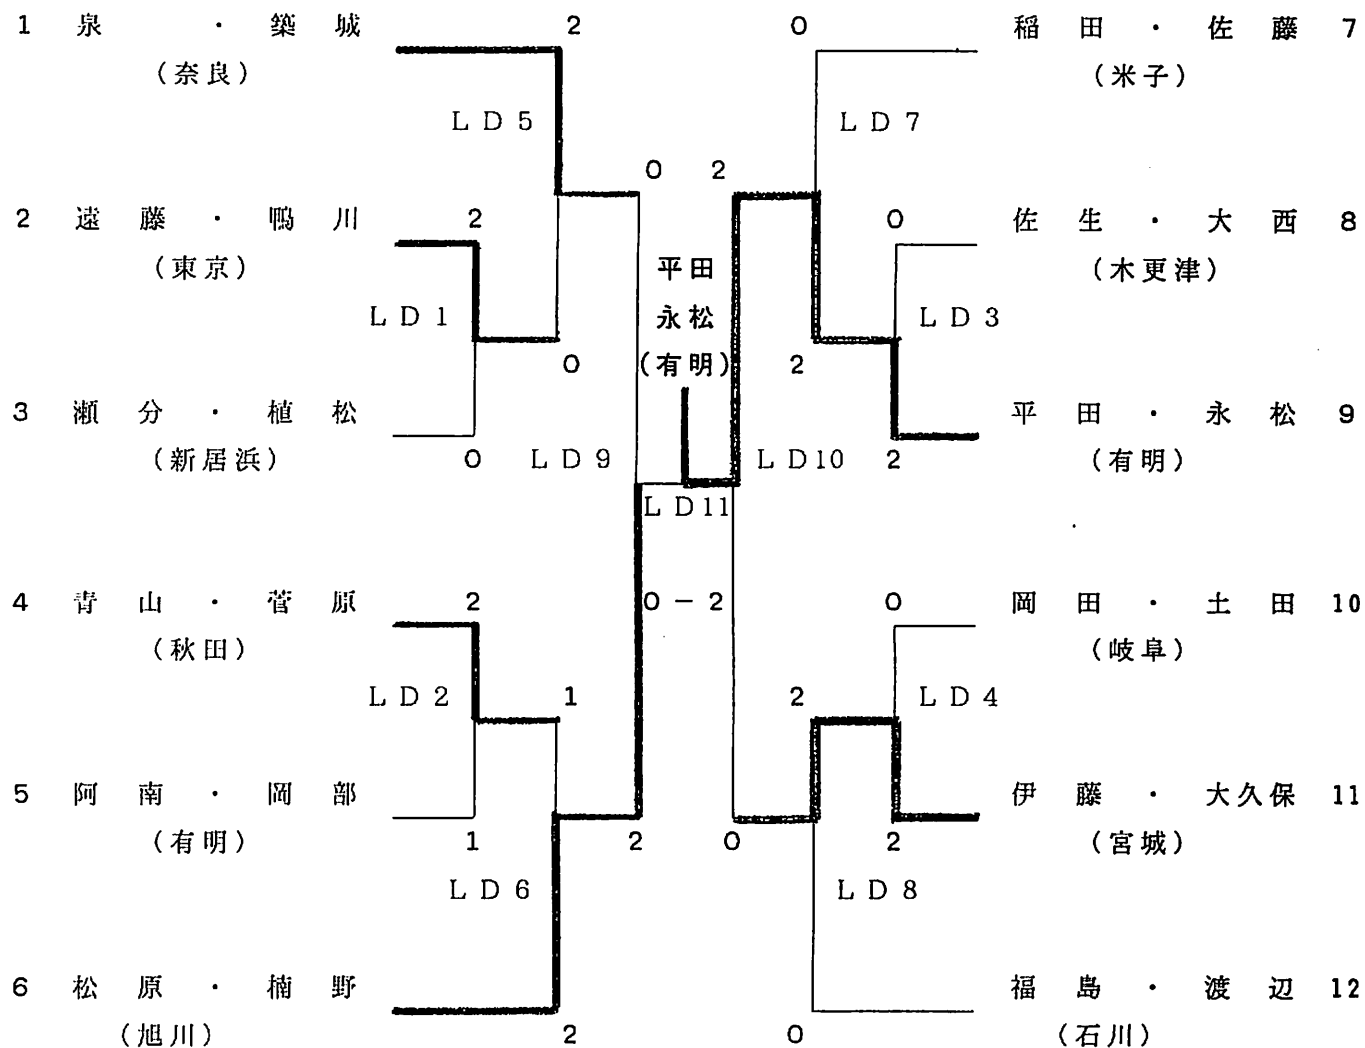 1 泉 ・ 築 城 2 0 稲 田 ・ 佐 藤 7
(奈良) (米子)
LD5 LD7
0 2
2 遠 藤 ・ 鴨 川 2 0 佐 生 ・ 大 西 8
(東京) 平田 (木更津)
LD1 永松 LD3
0 (有明) 2
3 瀬 分 ・ 植 松 平 田 ・ 永 松 9
(新居浜) 0 LD9 LD10 2 (有明)
LD11
4 青 山 ・ 菅 原 2 0-2 0 岡 田 ・ 土 田 10
(秋田) (岐阜)
LD2 1 2 LD4
5 阿 南 ・ 岡 部 伊 藤 ・ 大久保 11
(有明) 1 2 0 2 (宮城)
LD6 LD8
6 松 原 ・ 楠 野 福 島 ・ 渡 辺 12
(旭川) 2 0 (石川)